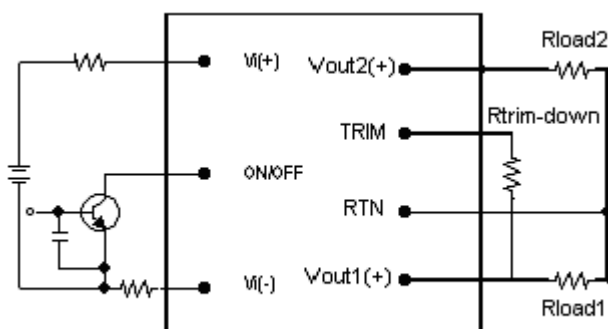 Rload2
Vi(+)
Vout2(+)
Rtrim-down
TRIM
ON/OFF
RTN
Vi(-)
Vout1(+)
Rload1